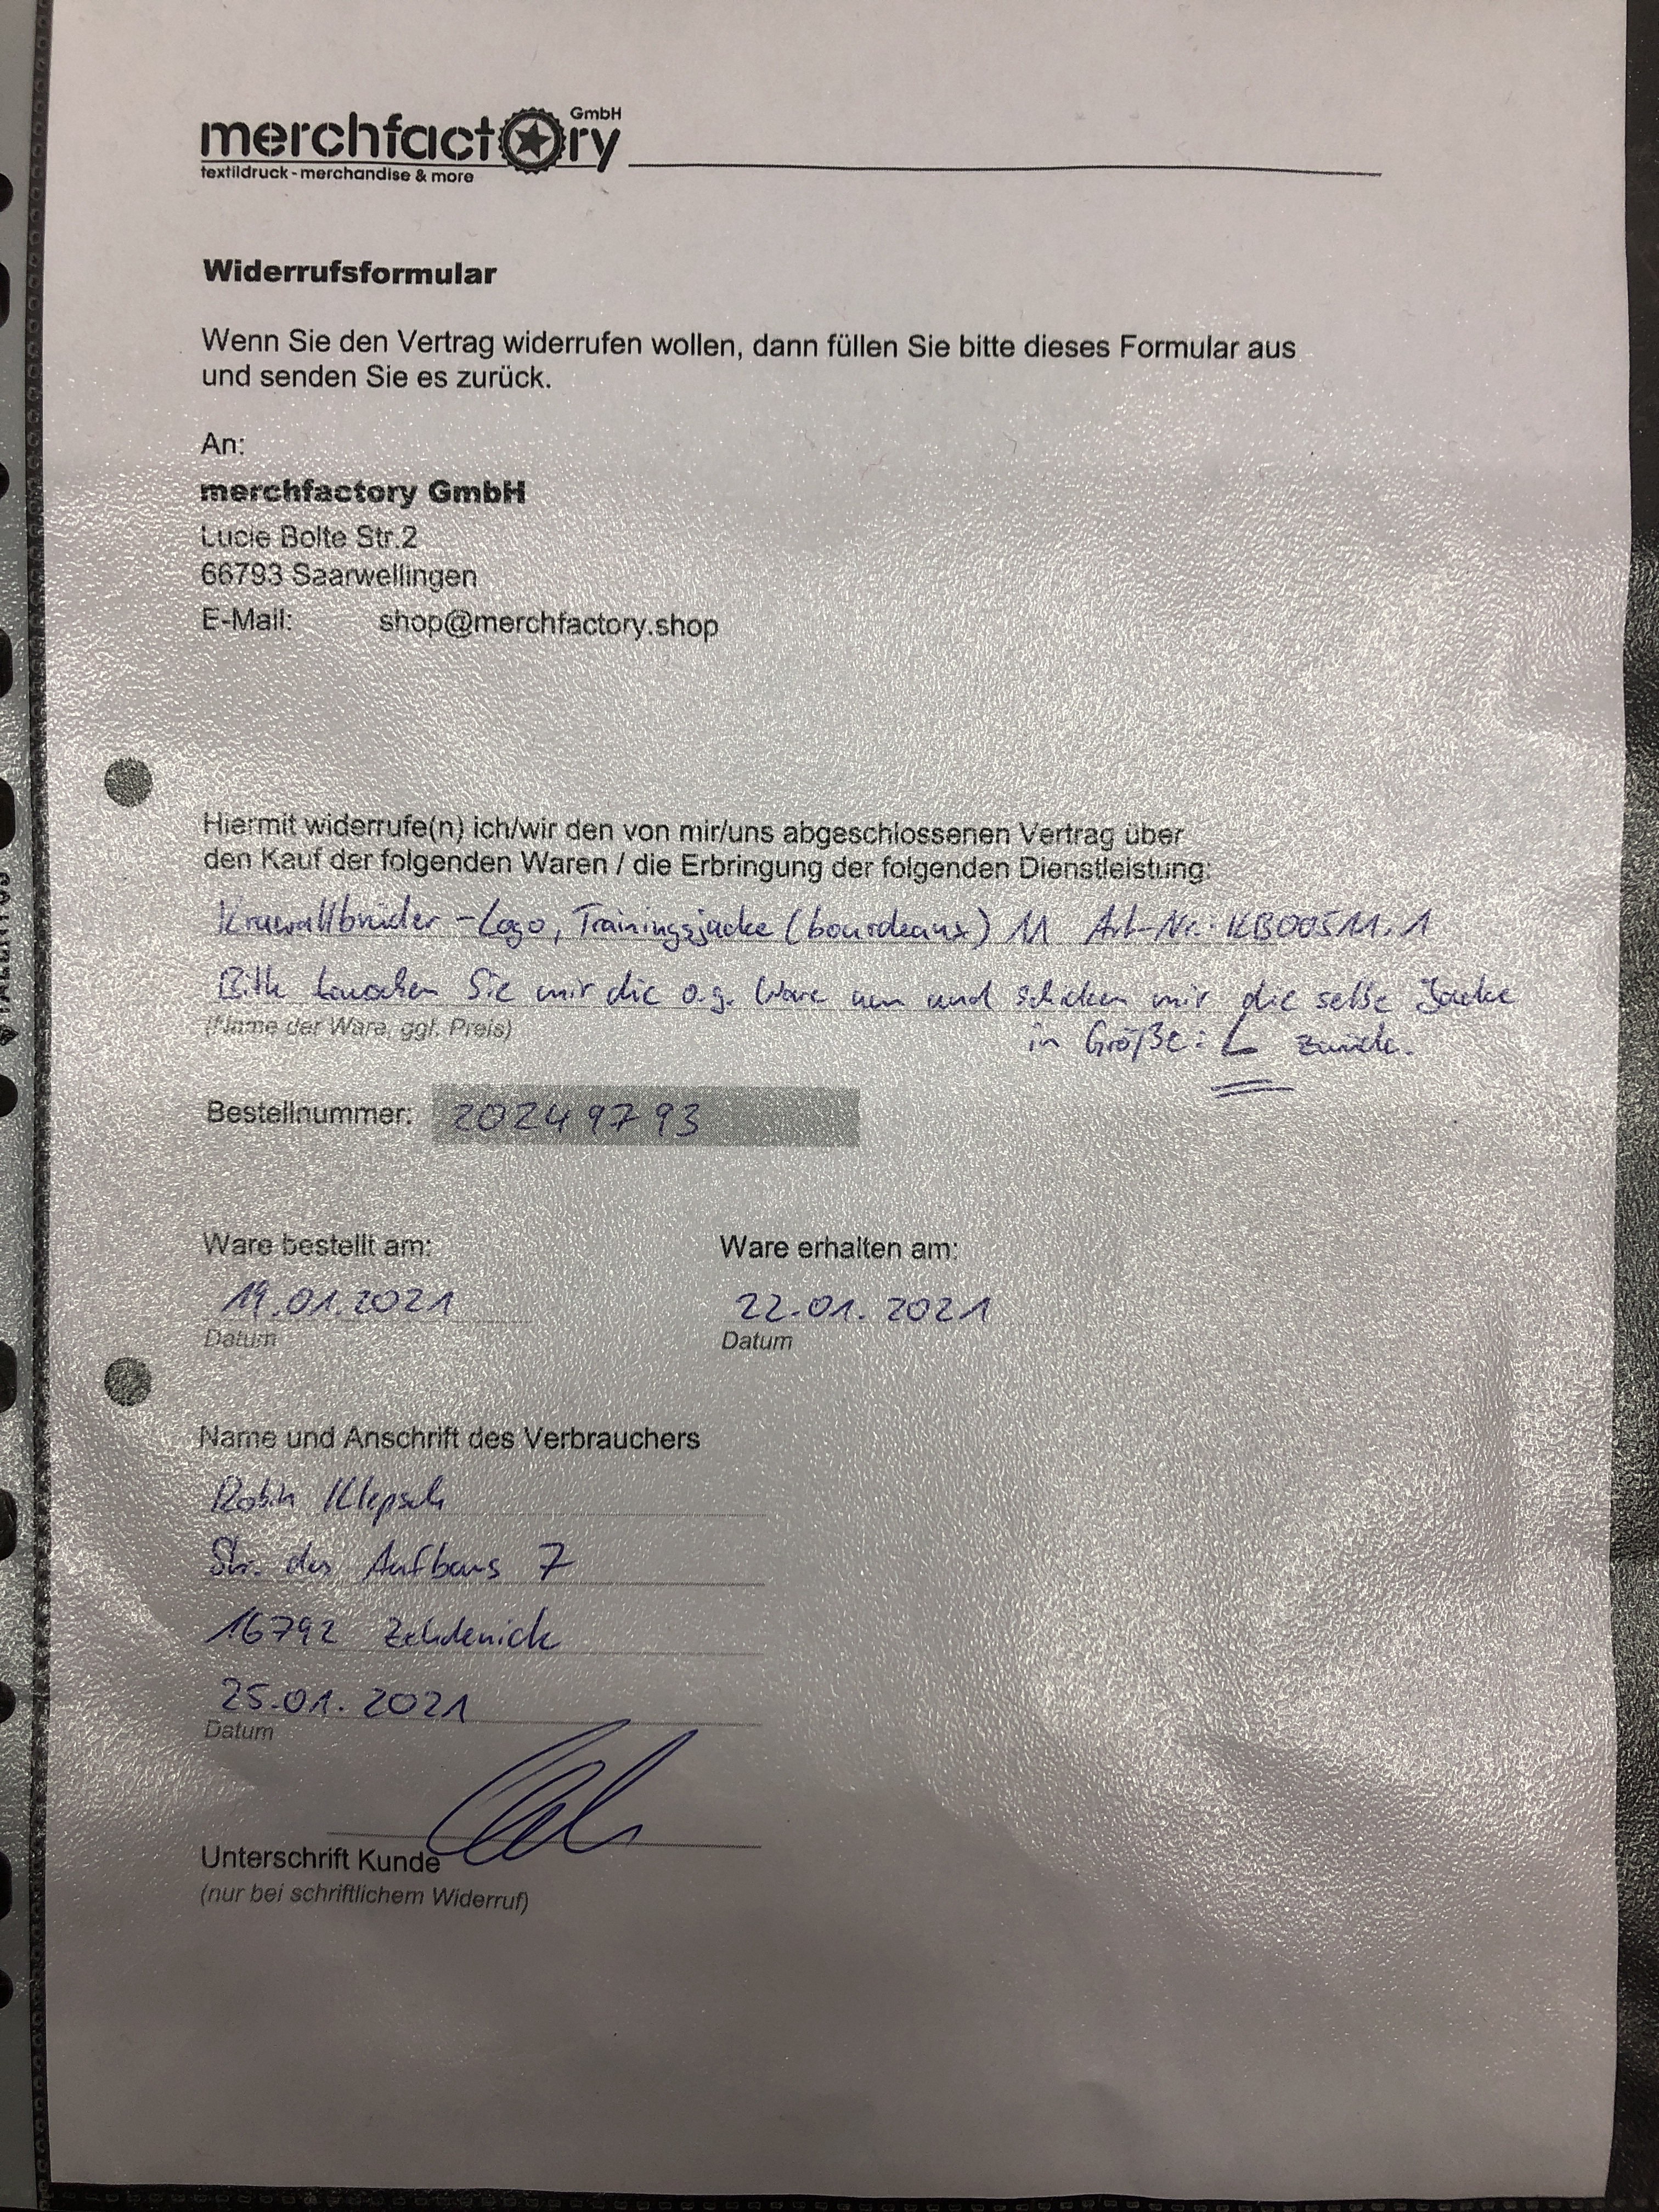 merchfactory GmbH
textildruck - merchandise & more
Widerrufsformular
Wenn Sie den Vertrag widerrufen wollen, dann füllen Sie bitte dieses Formular aus
und senden Sie es zurück.
An:
merchfactory GmbH
Lucie Bolte Str.2
66793 Saarwellingen
E-Mail: shop@merchfactory.shop
Hiermit widerrufe(n) ich/wir den von mir/uns abgeschlossenen Vertrag über
den Kauf der folgenden Waren / die Erbringung der folgenden Dienstleistung:
Krawallbrüder - Logo, Trainingsjacke (bourdeaux) Art-Nr.
Bitte tauschen Sie mir die o.g. Ware um und schicken mir die selbe Jacke
(Name der Ware, ggf. Preis)
in Größe: L zurück.
Bestellnummer: 20249793
Ware bestellt am: Ware erhalten am:
22.01.2021
Datum Datum
Name und Anschrift des Verbrauchers
Robin Klepsch
Str. des Aufbaus 7
16792 Zehdenick
25.01.2021
Datum
Unterschrift Kunde
(nur bei schriftlichem Widerruf)